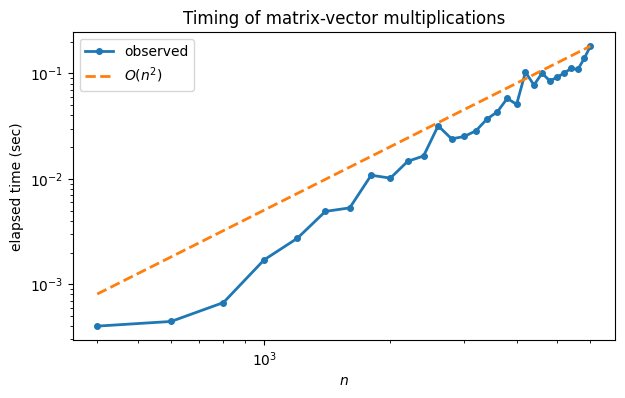 Timing of matrix-vector multiplications
observed
O(n²)
elapsed time (sec)
10⁻¹
10⁻²
10⁻³
10³
n